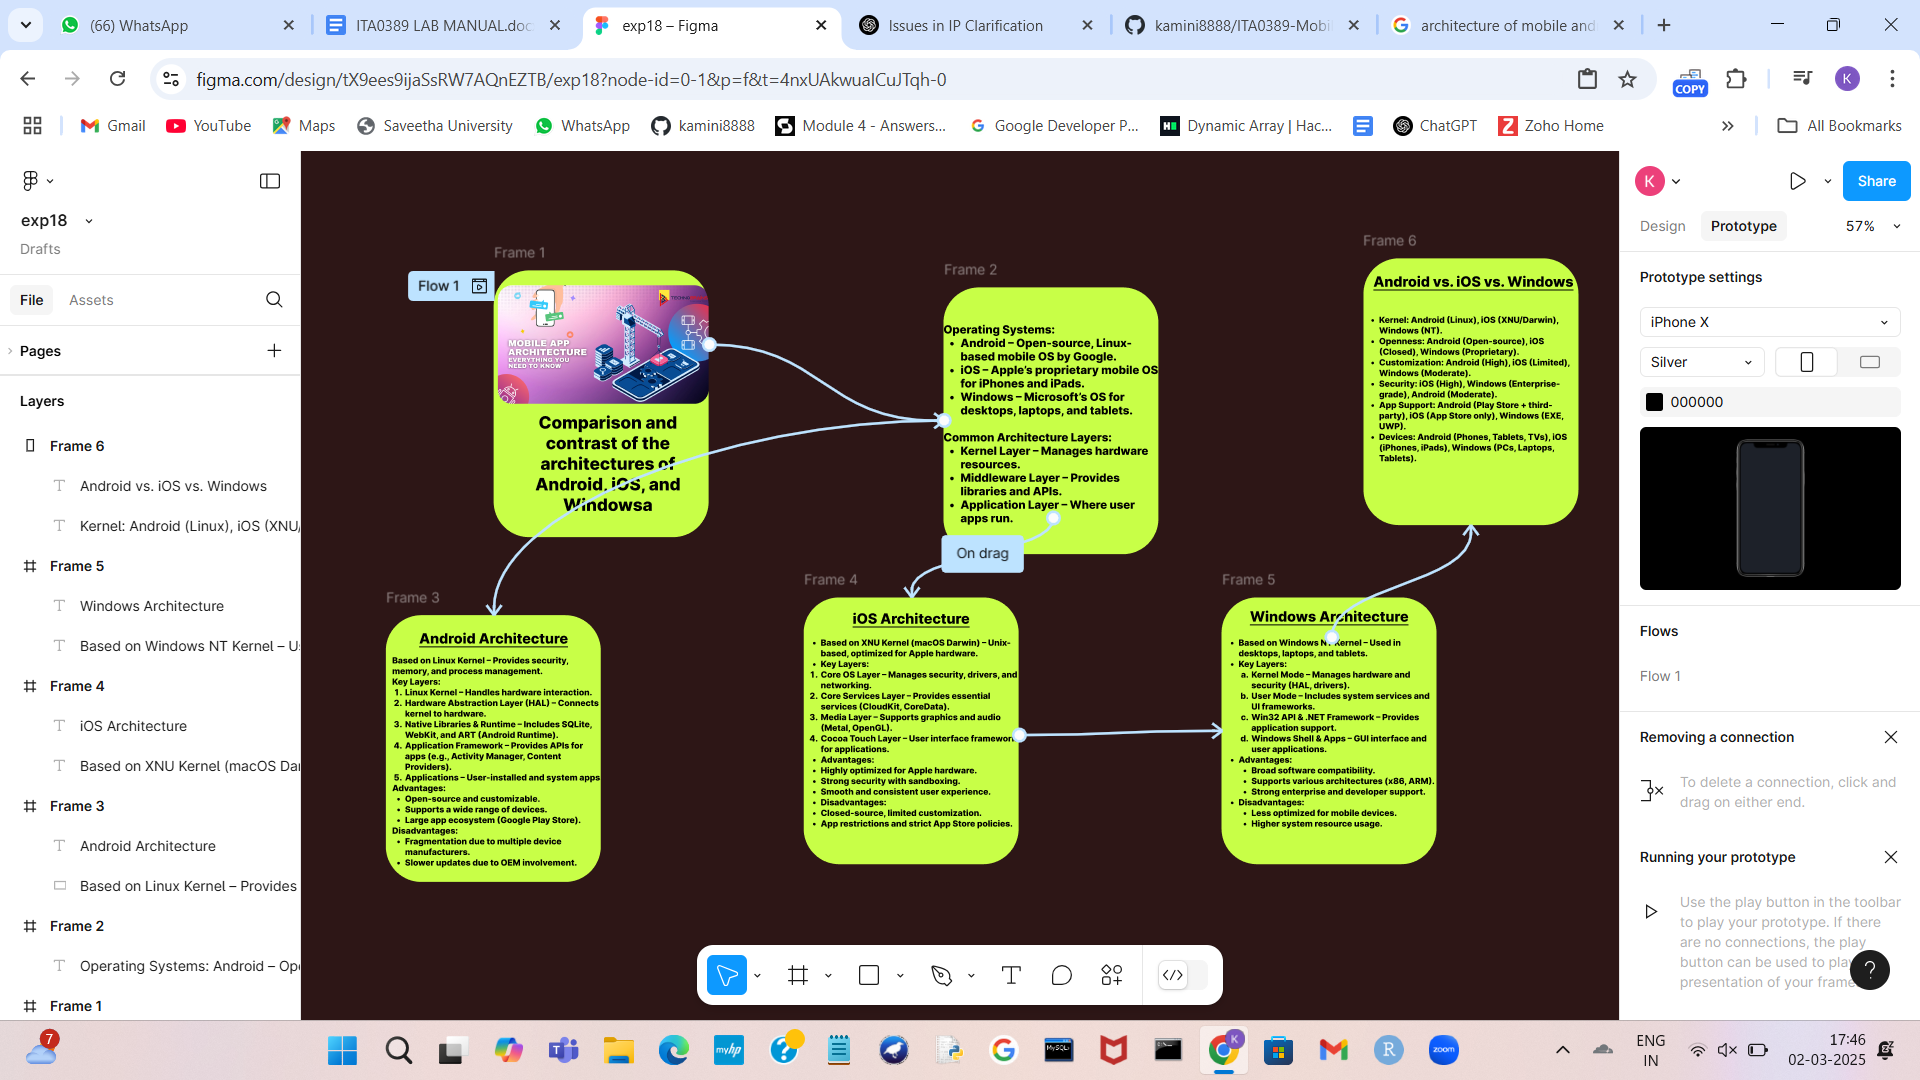 (66) WhatsApp
ITA0389 LAB MANUAL.doc
exp18 – Figma
Issues in IP Clarification
kamini8888/ITA0389-Mobi
architecture of mobile and
figma.com/design/tX9ees9ijaSsRW7AQnEZTB/exp18?node-id=0-1&p=f&t=4nxUAkwualCuJTqh-0
COPY
K
Gmail
YouTube
Maps
Saveetha University
WhatsApp
kamini8888
Module 4 - Answers...
Google Developer P...
Dynamic Array | Hac...
ChatGPT
Zoho Home
All Bookmarks
exp18
Drafts
File
Assets
Pages
Layers
Frame 6
Android vs. iOS vs. Windows
Kernel: Android (Linux), iOS (XNU/
Frame 5
Windows Architecture
Based on Windows NT Kernel – U
Frame 4
iOS Architecture
Based on XNU Kernel (macOS Da
Frame 3
Android Architecture
Based on Linux Kernel – Provides
Frame 2
Operating Systems: Android – Op
Frame 1
Frame 1
Flow 1
MOBILE APP
ARCHITECTURE
EVERYTHING YOU
NEED TO KNOW
Comparison and
contrast of the
architectures of
Android, iOS, and
Windowsa
Frame 2
Operating Systems:
• Android – Open-source, Linux-
based mobile OS by Google.
• iOS – Apple's proprietary mobile OS
for iPhones and iPads.
• Windows – Microsoft's OS for
desktops, laptops, and tablets.
Common Architecture Layers:
• Kernel Layer – Manages hardware
resources.
• Middleware Layer – Provides
libraries and APIs.
• Application Layer – Where user
apps run.
On drag
Frame 6
Android vs. iOS vs. Windows
• Kernel: Android (Linux), iOS (XNU/Darwin),
Windows (NT).
• Openness: Android (Open-source), iOS
(Closed), Windows (Proprietary).
• Customization: Android (High), iOS (Limited),
Windows (Moderate).
• Security: iOS (High), Windows (Enterprise-
grade), Android (Moderate).
• App Support: Android (Play Store + third-
party), iOS (App Store only), Windows (EXE,
UWP).
• Devices: Android (Phones, Tablets, TVs), iOS
(iPhones, iPads), Windows (PCs, Laptops,
Tablets).
Frame 3
Android Architecture
Based on Linux Kernel – Provides security,
memory, and process management.
Key Layers:
1. Linux Kernel – Handles hardware interaction.
2. Hardware Abstraction Layer (HAL) – Connects
kernel to hardware.
3. Native Libraries & Runtime – Includes SQLite,
WebKit, and ART (Android Runtime).
4. Application Framework – Provides APIs for
apps (e.g., Activity Manager, Content
Providers).
5. Applications – User-installed and system apps
Advantages:
• Open-source and customizable.
• Supports a wide range of devices.
• Large app ecosystem (Google Play Store).
Disadvantages:
• Fragmentation due to multiple device
manufacturers.
• Slower updates due to OEM involvement.
Frame 4
iOS Architecture
• Based on XNU Kernel (macOS Darwin) – Unix-
based, optimized for Apple hardware.
• Key Layers:
1. Core OS Layer – Manages security, drivers, and
networking.
2. Core Services Layer – Provides essential
services (CloudKit, CoreData).
3. Media Layer – Supports graphics and audio
(Metal, OpenGL).
4. Cocoa Touch Layer – User interface framework
for applications.
• Advantages:
• Highly optimized for Apple hardware.
• Strong security with sandboxing.
• Smooth and consistent user experience.
• Disadvantages:
• Closed-source, limited customization.
• App restrictions and strict App Store policies.
Frame 5
Windows Architecture
• Based on Windows NT Kernel – Used in
desktops, laptops, and tablets.
• Key Layers:
a. Kernel Mode – Manages hardware and
security (HAL, drivers).
b. User Mode – Includes system services and
UI frameworks.
c. Win32 API & .NET Framework – Provides
application support.
d. Windows Shell & Apps – GUI interface and
user applications.
• Advantages:
• Broad software compatibility.
• Supports various architectures (x86, ARM).
• Strong enterprise and developer support.
• Disadvantages:
• Less optimized for mobile devices.
• Higher system resource usage.
K
Share
Design
Prototype
57%
Prototype settings
iPhone X
Silver
000000
Flows
Flow 1
Removing a connection
To delete a connection, click and
drag on either end.
Running your prototype
Use the play button in the toolbar
to play your prototype. If there
are no connections, the play
button can be used to pla
presentation of your frame
?
7
myhp
zoom
ENG
IN
17:46
02-03-2025